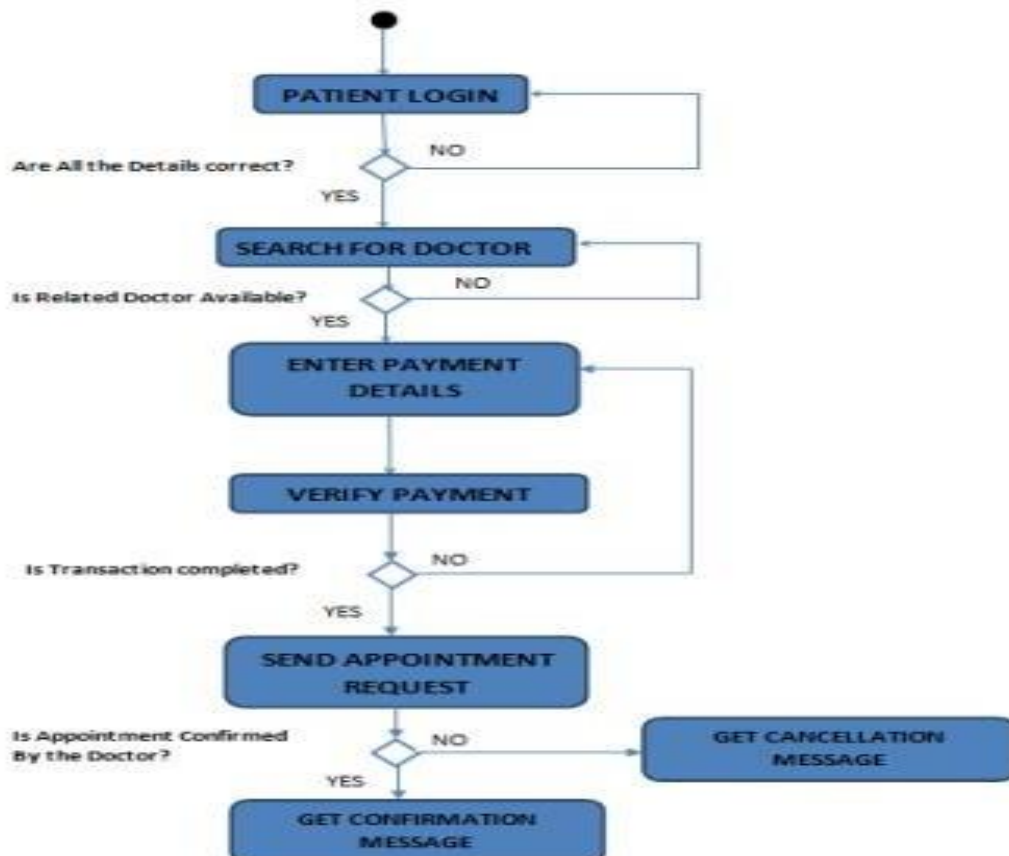 PATIENT LOGIN
NO
Are All the Details correct?
YES
SEARCH FOR DOCTOR
NO
Is Related Doctor Available?
YES
ENTER PAYMENT
DETAILS
VERIFY PAYMENT
NO
Is Transaction completed?
YES
SEND APPOINTMENT
REQUEST
Is Appointment Confirmed
By the Doctor?
NO
GET CANCELLATION
MESSAGE
YES
GET CONFIRMATION
MESSAGE